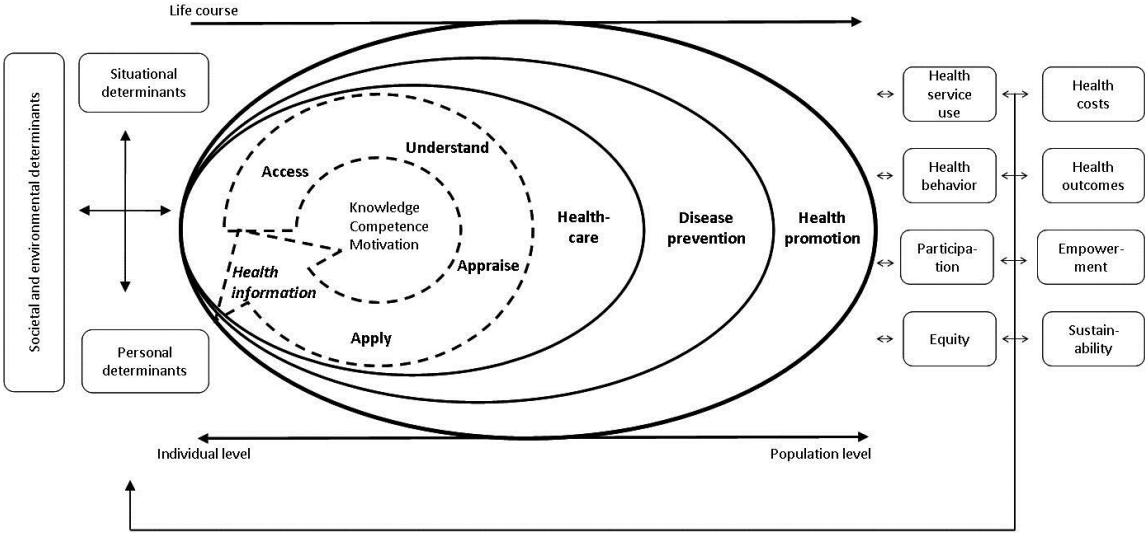 Life course
Societal and environmental determinants
Situational
determinants
Personal
determinants
Access
Understand
Knowledge
Competence
Motivation
Health
information
Appraise
Apply
Health-
care
Disease
prevention
Health
promotion
Health
service
use
Health
costs
Health
behavior
Health
outcomes
Participa-
tion
Empower-
ment
Equity
Sustain-
ability
Individual level
Population level